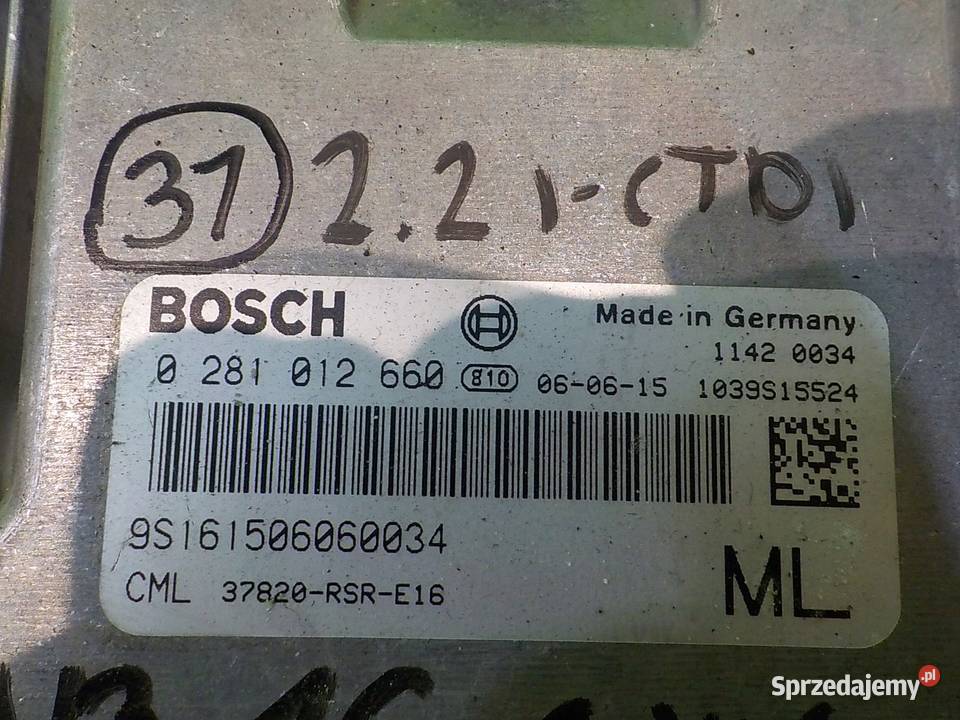 31 2.2 i-CTDI
BOSCH
Made in Germany
1142 0034
0 281 012 660 810 06-06-15 1039S15524
9S161506060034
CML 37820-RSR-E16
ML
Sprzedajemy.pl